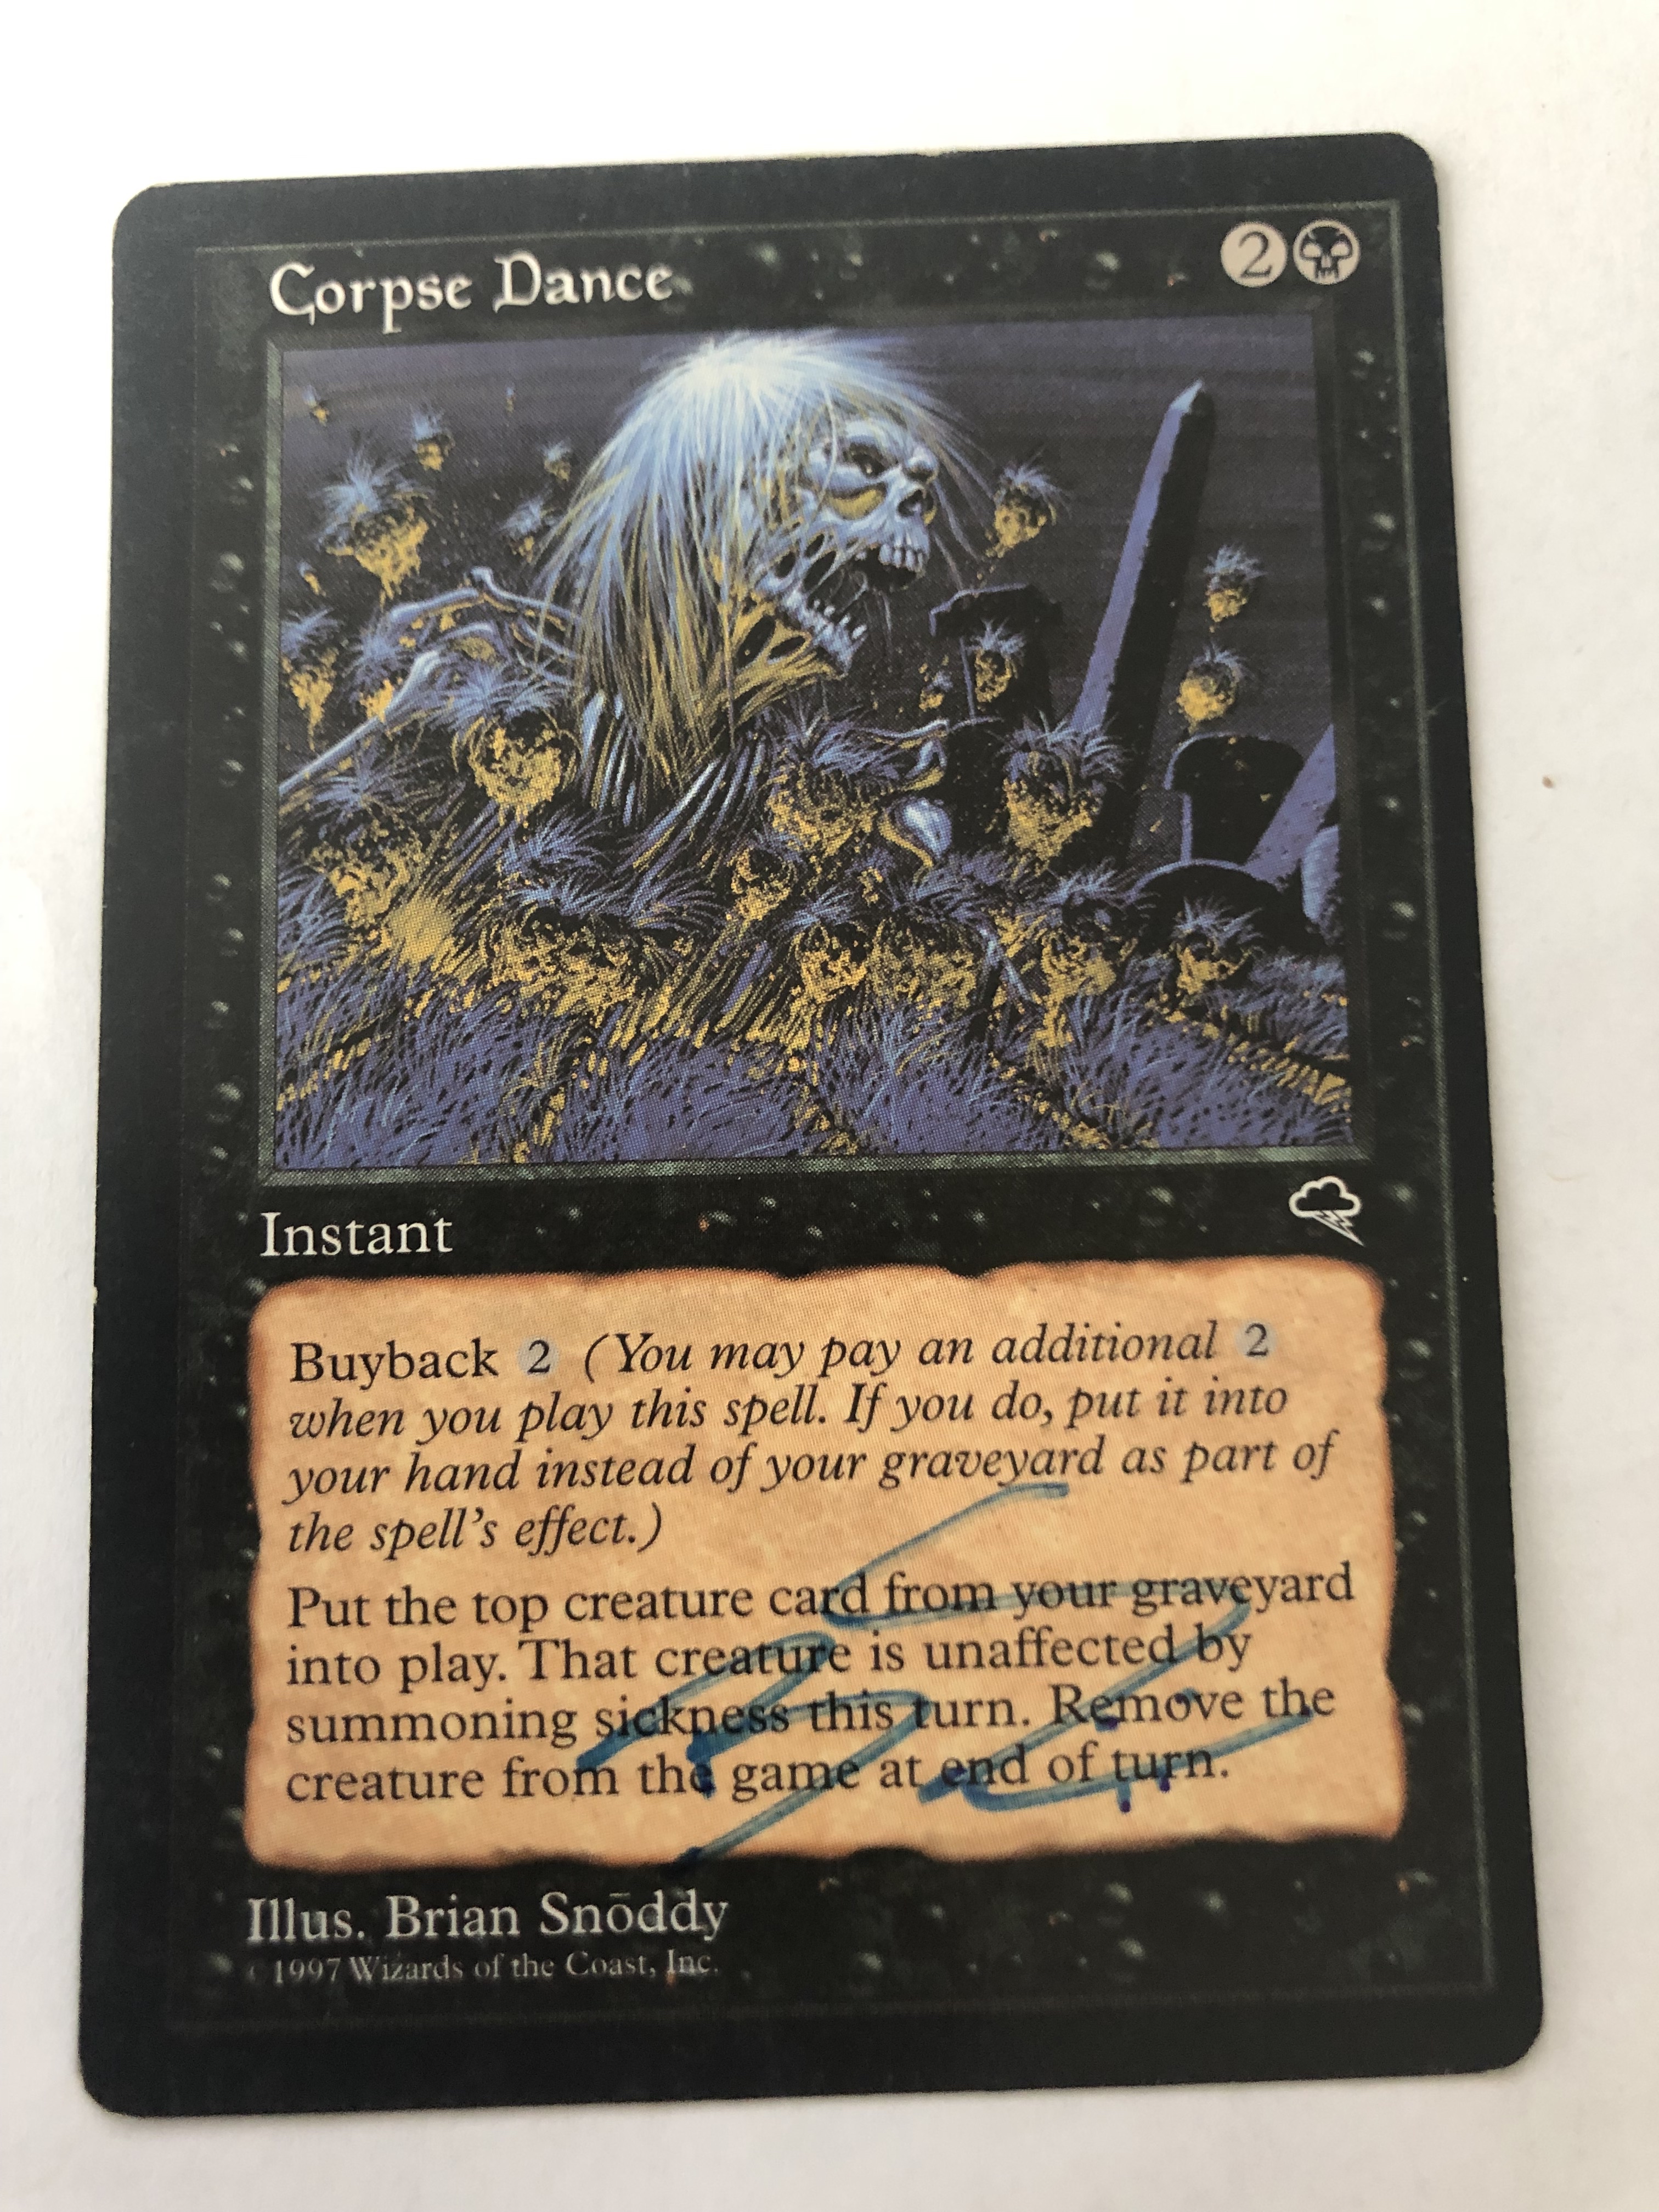 Corpse Dance 2
Instant
Buyback 2 (You may pay an additional 2
when you play this spell. If you do, put it into
your hand instead of your graveyard as part of
the spell's effect.)
Put the top creature card from your graveyard
into play. That creature is unaffected by
summoning sickness this turn. Remove the
creature from the game at end of turn.
Illus. Brian Snōddy
© 1997 Wizards of the Coast, Inc.